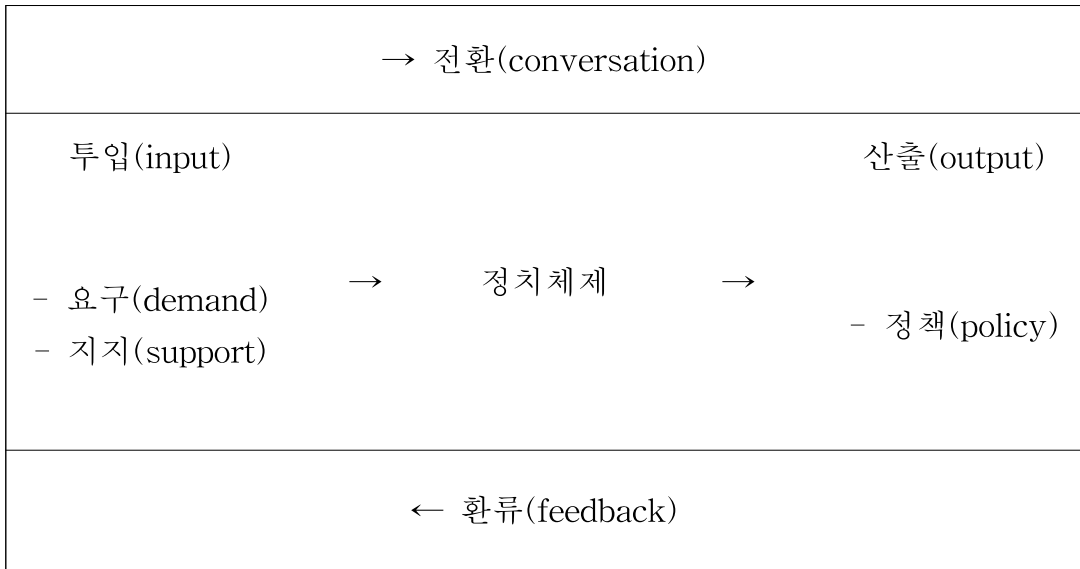 → 전환(conversation)
투입(input)
산출(output)
- 요구(demand)
- 지지(support)
→ 정치체제 →
- 정책(policy)
← 환류(feedback)